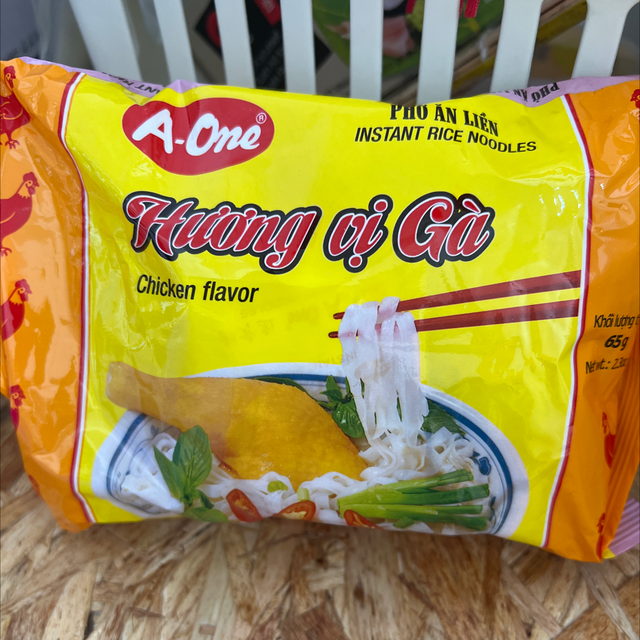 A-One®
PHỞ ĂN LIỀN
INSTANT RICE NOODLES
Hương vị Gà
Chicken flavor
Khối lượng
65g
Net wt.: